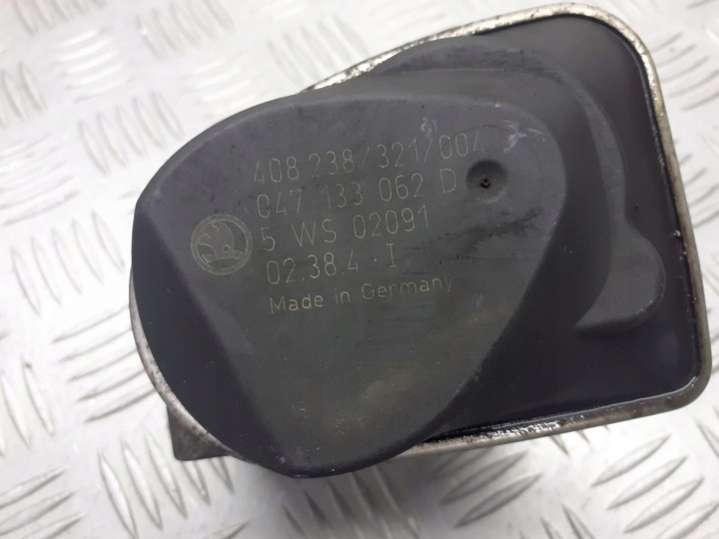 408 238/321/004
047 133 062 D
5 WS 02091
02.38.4 · I
Made in Germany